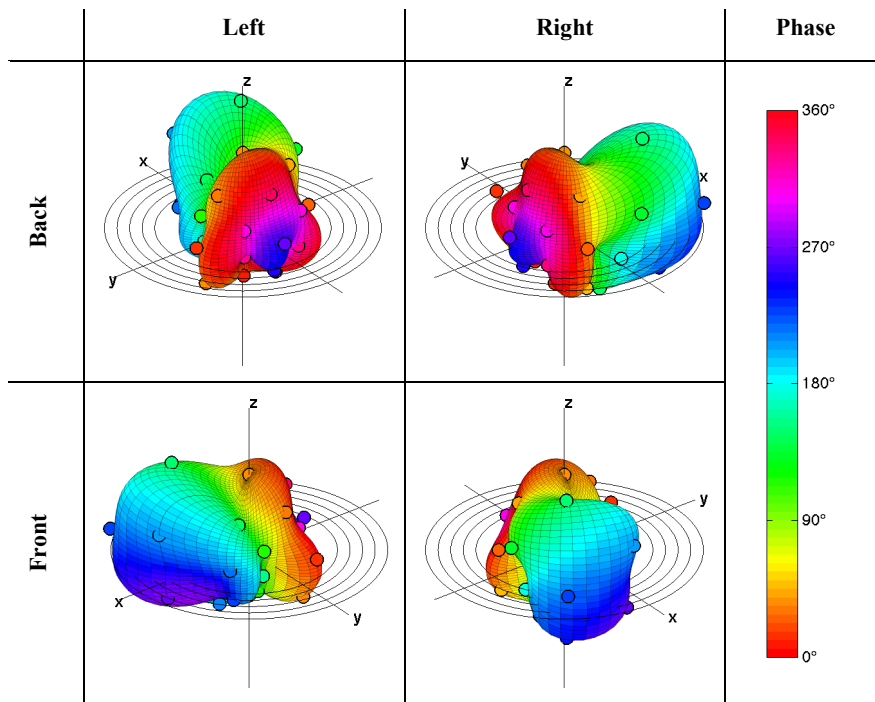 Left Right Phase
Back
z
x
y
z
y
x
360°
270°
180°
90°
0°
Front
z
x
y
z
y
x